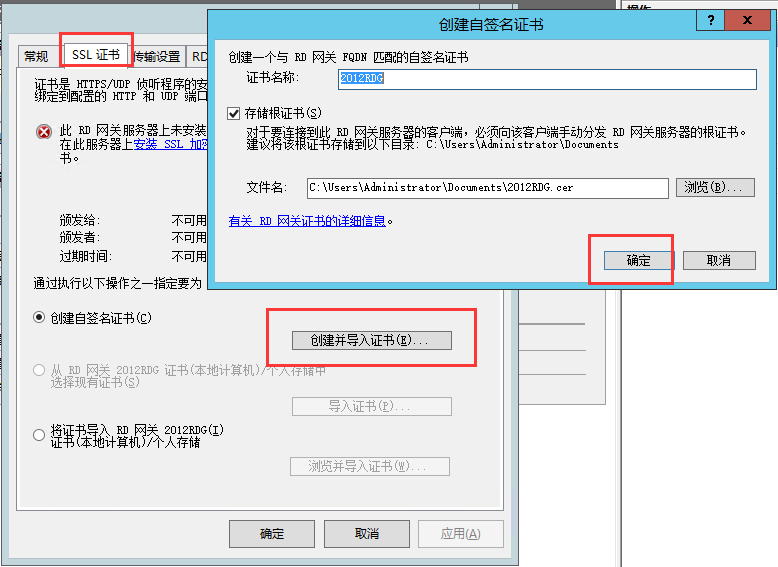 操作
创建自签名证书
?
x
创建一个与 RD 网关 FQDN 匹配的自签名证书
证书名称:
2012RDG
存储根证书(S)
对于要连接到此 RD 网关服务器的客户端，必须向该客户端手动分发 RD 网关服务器的根证书。
建议将该根证书存储到以下目录: C:\Users\Administrator\Documents
文件名:
C:\Users\Administrator\Documents\2012RDG.cer
浏览(B)...
有关 RD 网关证书的详细信息。
确定
取消
常规
SSL 证书
传输设置
RD
证书是 HTTPS/UDP 侦听程序的安
绑定到配置的 HTTP 和 UDP 端口
此 RD 网关服务器上未安装
在此服务器上安装 SSL 加密
书。
颁发给:
不可用
颁发者:
不可用
过期时间:
不可用
通过执行以下操作之一指定要为
创建自签名证书(C)
创建并导入证书(E)...
从 RD 网关 2012RDG 证书(本地计算机)/个人存储中
选择现有证书(S)
导入证书(P)...
将证书导入 RD 网关 2012RDG(I)
证书(本地计算机)/个人存储
浏览并导入证书(W)...
确定
取消
应用(A)